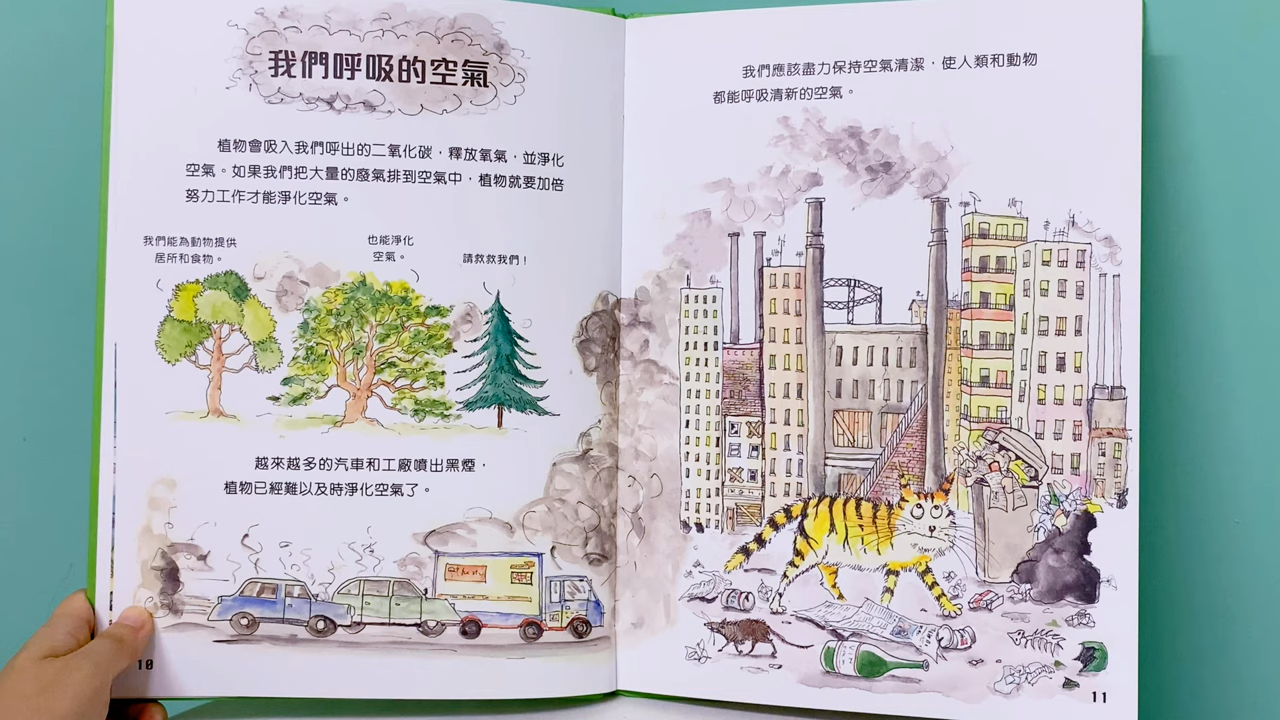 我們呼吸的空氣
植物會吸入我們呼出的二氧化碳，釋放氧氣，並淨化
空氣。如果我們把大量的廢氣排到空氣中，植物就要加倍
努力工作才能淨化空氣。
我們能為動物提供
居所和食物。
也能淨化
空氣。
請救救我們！
越來越多的汽車和工廠噴出黑煙，
植物已經難以及時淨化空氣了。
10
我們應該盡力保持空氣清潔，使人類和動物
都能呼吸清新的空氣。
11